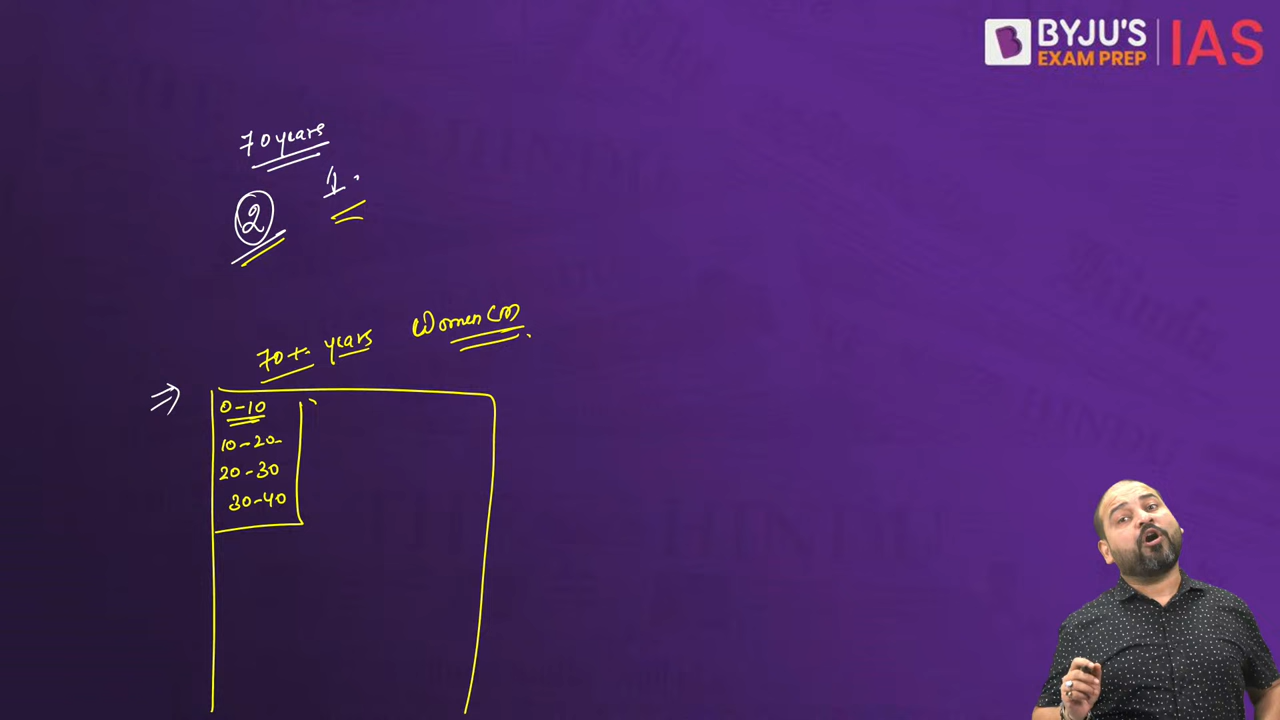 BYJU'S
EXAM PREP
IAS
70 years
2 1.
70+ years Women CM
0-10
10-20
20-30
30-40